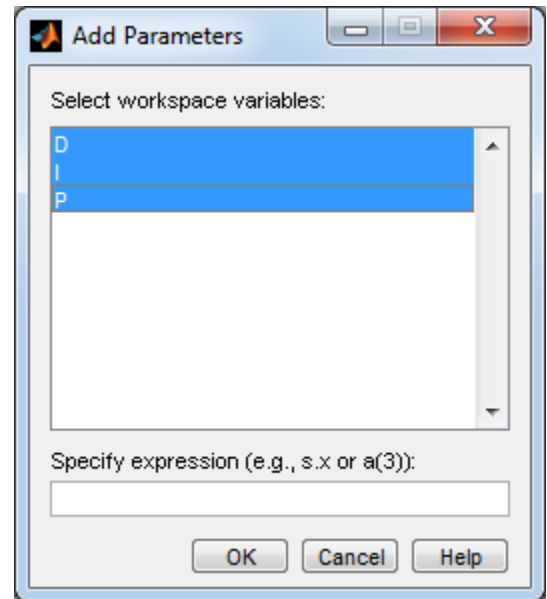 Add Parameters
Select workspace variables:
D
I
P
Specify expression (e.g., s.x or a(3)):
OK Cancel Help